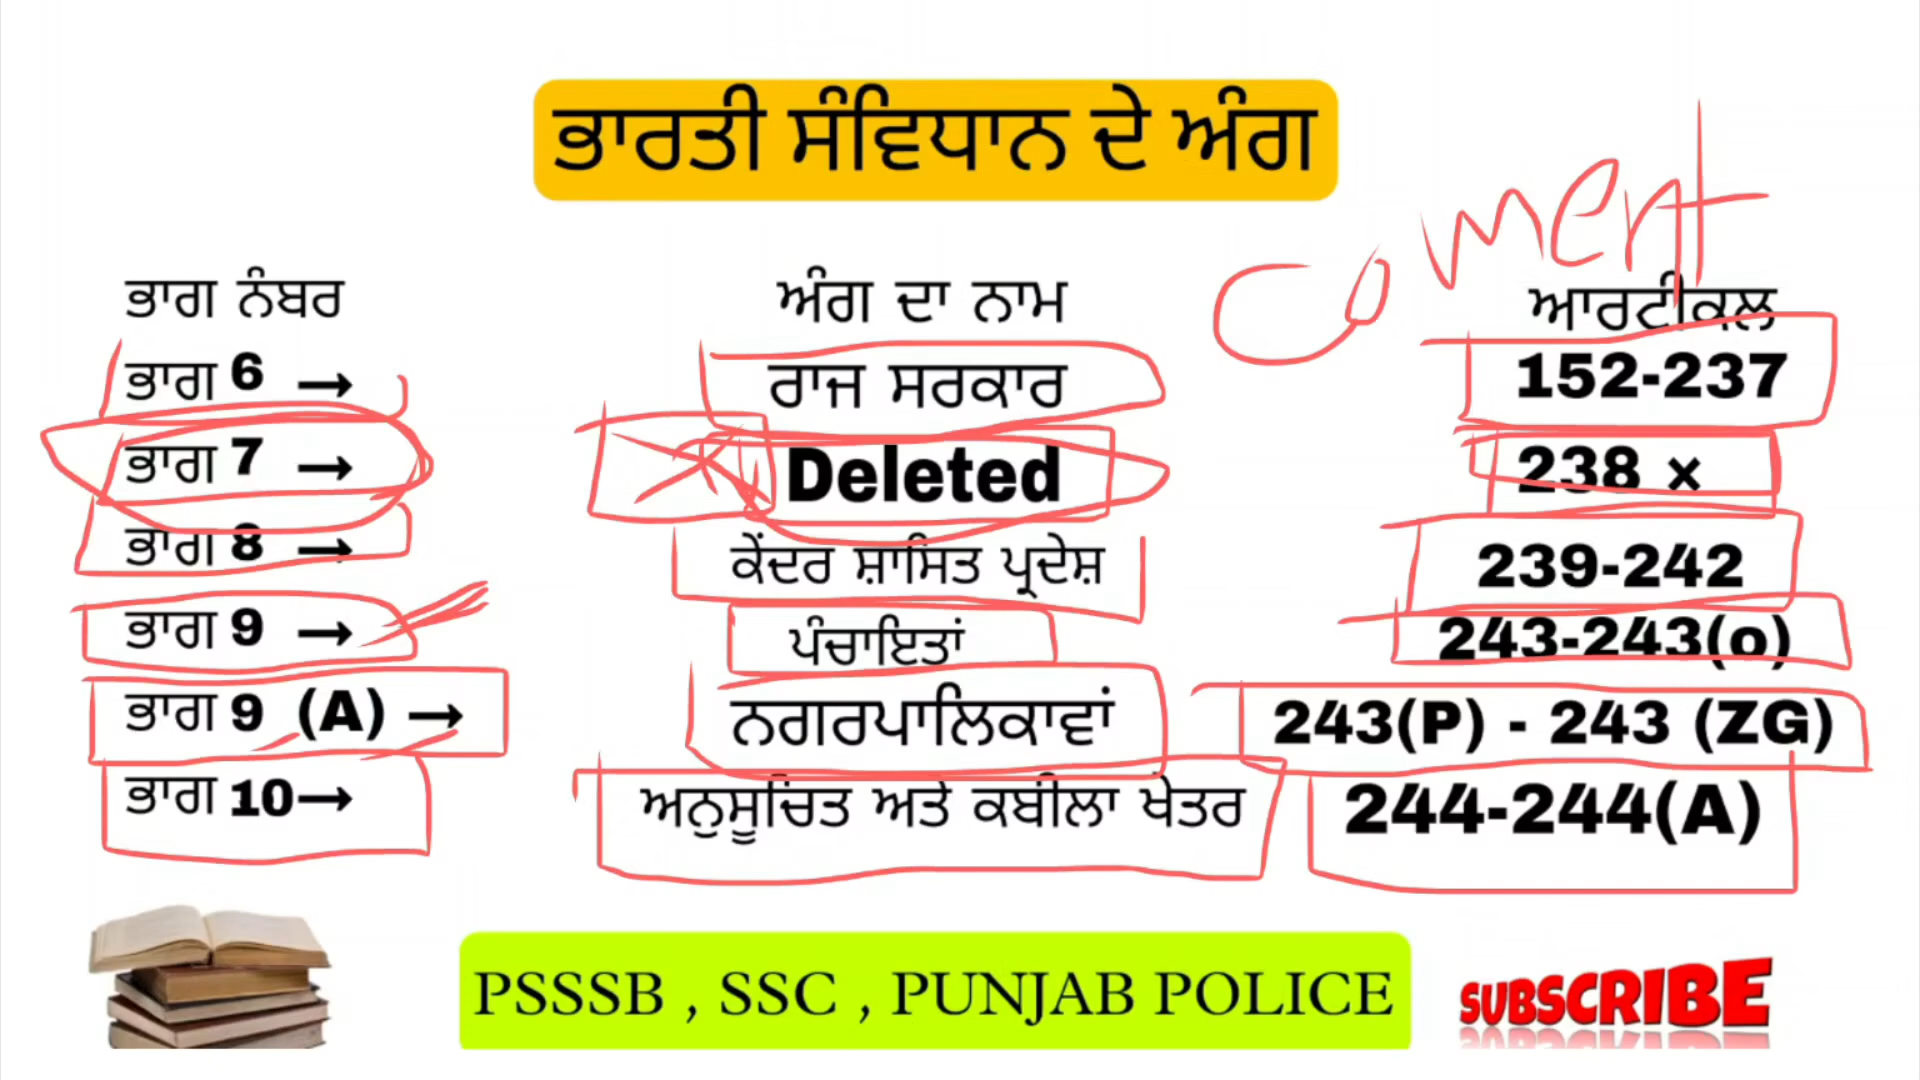 ਭਾਰਤੀ ਸੰਵਿਧਾਨ ਦੇ ਅੰਗ
coment
ਭਾਗ ਨੰਬਰ ਅੰਗ ਦਾ ਨਾਮ ਆਰਟੀਕਲ
ਭਾਗ 6 → ਰਾਜ ਸਰਕਾਰ 152-237
ਭਾਗ 7 → Deleted 238 ×
ਭਾਗ 8 → ਕੇਂਦਰ ਸ਼ਾਸਿਤ ਪ੍ਰਦੇਸ਼ 239-242
ਭਾਗ 9 → ਪੰਚਾਇਤਾਂ 243-243(o)
ਭਾਗ 9 (A) → ਨਗਰਪਾਲਿਕਾਵਾਂ 243(P) - 243 (ZG)
ਭਾਗ 10→ ਅਨੁਸੂਚਿਤ ਅਤੇ ਕਬੀਲਾ ਖੇਤਰ 244-244(A)
PSSSB , SSC , PUNJAB POLICE
SUBSCRIBE